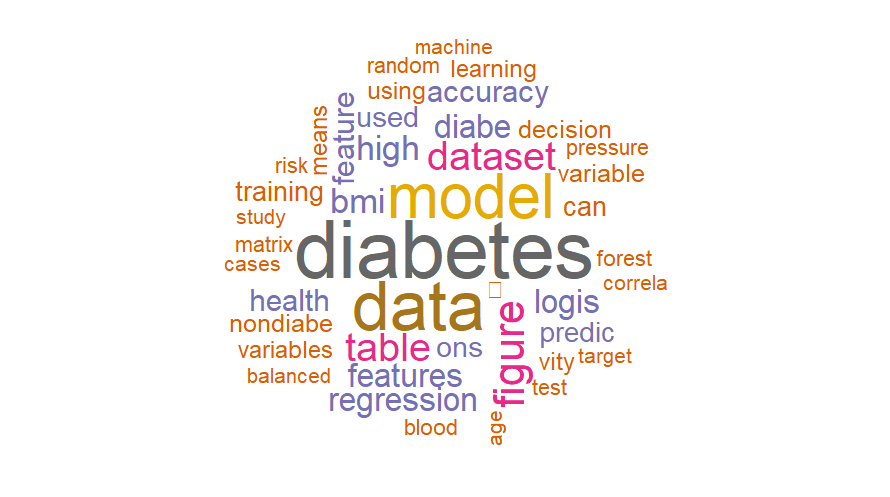 machine
random learning
using accuracy
feature used diabe decision
means high dataset pressure
risk variable
training bmi model can
study
matrix diabetes forest
cases correla
health data figure logis
nondiabe predic
variables table ons vity target
balanced features test
regression
blood age